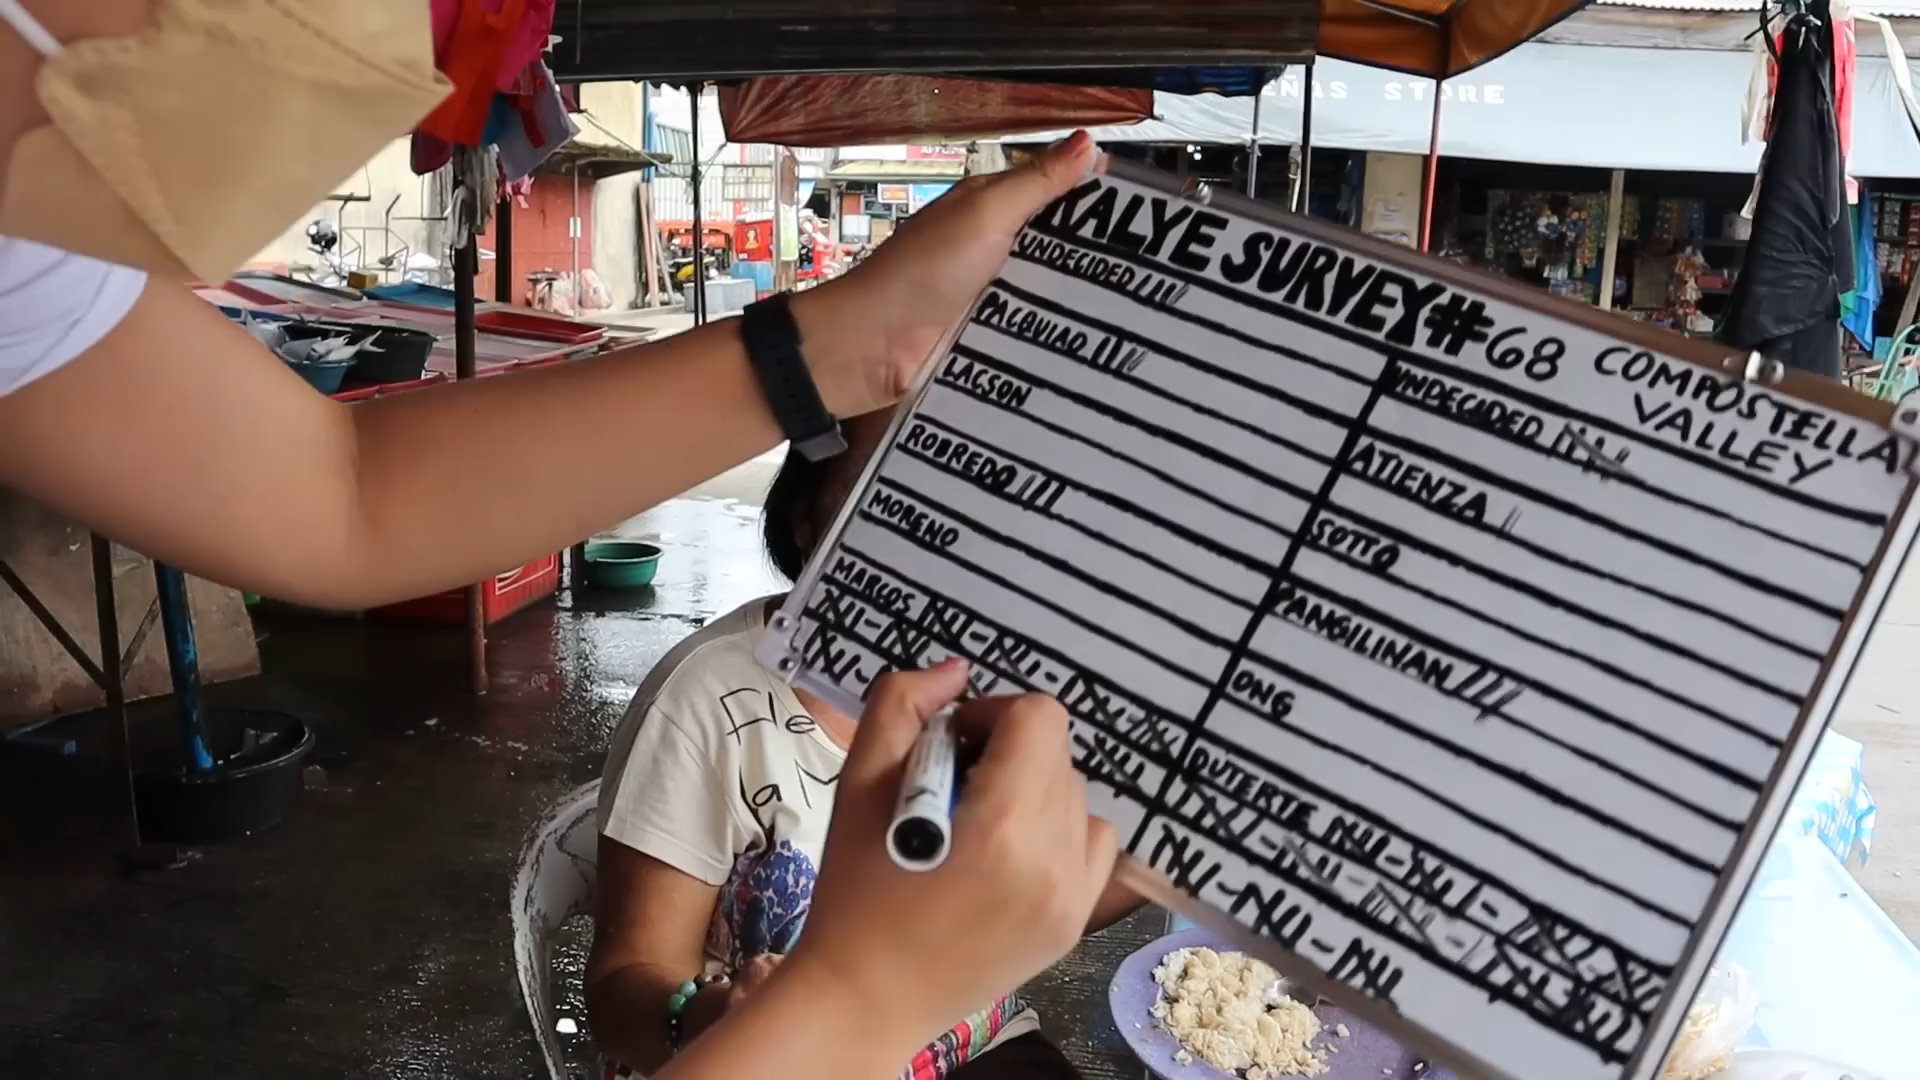 STORE
KALYE SURVEY #68 COMPOSTELLA
VALLEY
UNDECIDED
PACQUIAO
LACSON
ROBREDO
MORENO
MARCOS
UNDECIDED
ATIENZA
SOTTO
PANGILINAN
ONG
DUTERTE